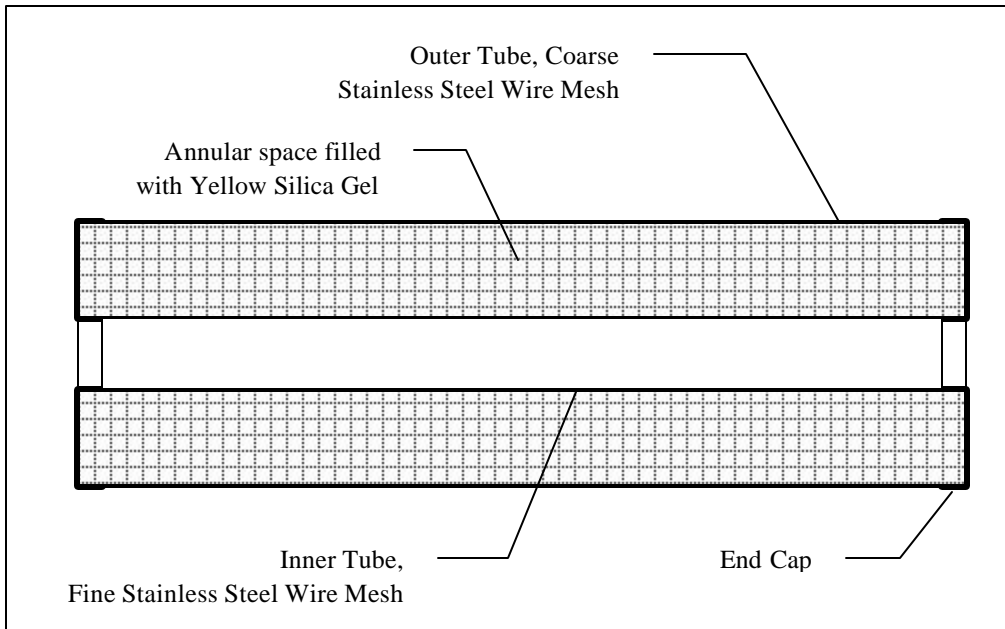 Outer Tube, Coarse
Stainless Steel Wire Mesh
Annular space filled
with Yellow Silica Gel
Inner Tube,
Fine Stainless Steel Wire Mesh
End Cap